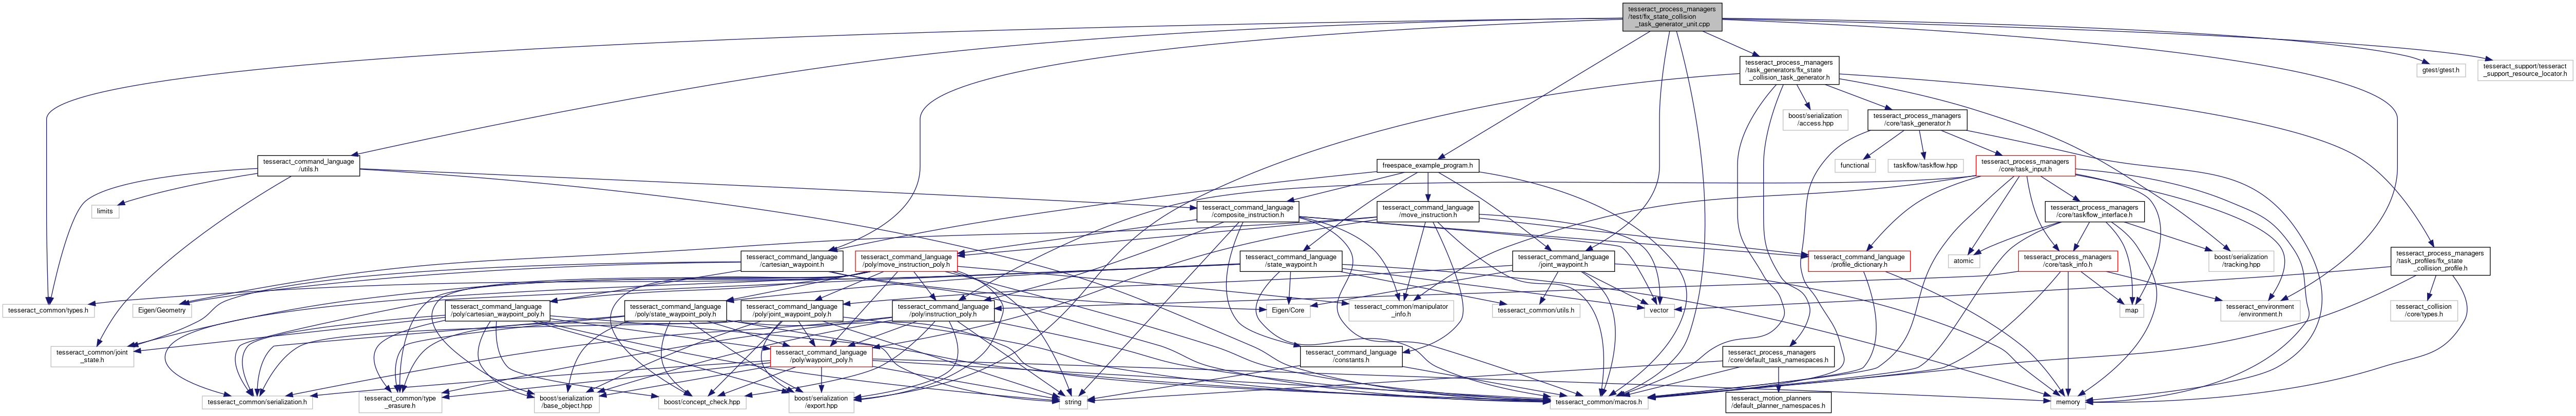 tesseract_process_managers
/test/fix_state_collision
_task_generator_unit.cpp
tesseract_process_managers
/task_generators/fix_state
_collision_task_generator.h
gtest/gtest.h
tesseract_support/tesseract
_support_resource_locator.h
boost/serialization
/access.hpp
tesseract_process_managers
/core/task_generator.h
tesseract_command_language
/utils.h
freespace_example_program.h
functional
taskflow/taskflow.hpp
tesseract_process_managers
/core/task_input.h
limits
tesseract_command_language
/composite_instruction.h
tesseract_command_language
/move_instruction.h
tesseract_process_managers
/core/taskflow_interface.h
tesseract_command_language
/cartesian_waypoint.h
tesseract_command_language
/poly/move_instruction_poly.h
tesseract_command_language
/state_waypoint.h
tesseract_command_language
/joint_waypoint.h
tesseract_command_language
/profile_dictionary.h
atomic
tesseract_process_managers
/core/task_info.h
boost/serialization
/tracking.hpp
tesseract_process_managers
/task_profiles/fix_state
_collision_profile.h
tesseract_common/types.h
Eigen/Geometry
tesseract_command_language
/poly/cartesian_waypoint_poly.h
tesseract_command_language
/poly/state_waypoint_poly.h
tesseract_command_language
/poly/joint_waypoint_poly.h
tesseract_command_language
/poly/instruction_poly.h
Eigen/Core
tesseract_common/manipulator
_info.h
tesseract_common/utils.h
vector
map
tesseract_environment
/environment.h
tesseract_collision
/core/types.h
tesseract_common/joint
_state.h
tesseract_command_language
/poly/waypoint_poly.h
tesseract_command_language
/constants.h
tesseract_process_managers
/core/default_task_namespaces.h
tesseract_common/serialization.h
tesseract_common/type
_erasure.h
boost/serialization
/base_object.hpp
boost/concept_check.hpp
boost/serialization
/export.hpp
string
tesseract_common/macros.h
tesseract_motion_planners
/default_planner_namespaces.h
memory